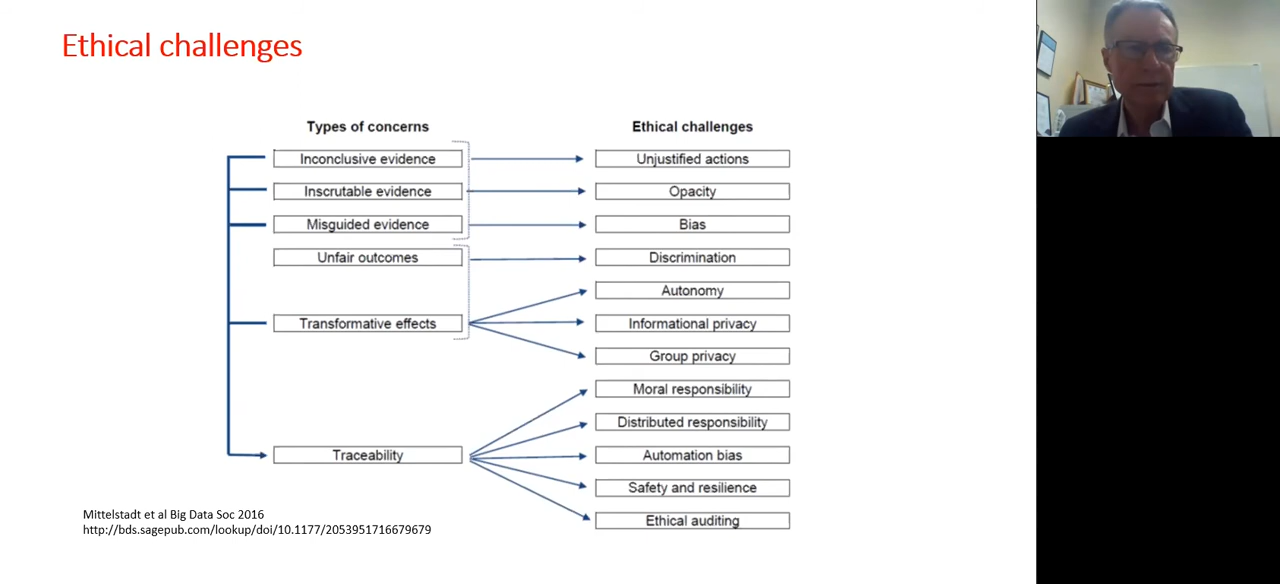 Ethical challenges
Types of concerns
Ethical challenges
Inconclusive evidence
Unjustified actions
Inscrutable evidence
Opacity
Misguided evidence
Bias
Unfair outcomes
Discrimination
Autonomy
Transformative effects
Informational privacy
Group privacy
Moral responsibility
Distributed responsibility
Traceability
Automation bias
Safety and resilience
Ethical auditing
Mittelstadt et al Big Data Soc 2016
http://bds.sagepub.com/lookup/doi/10.1177/2053951716679679